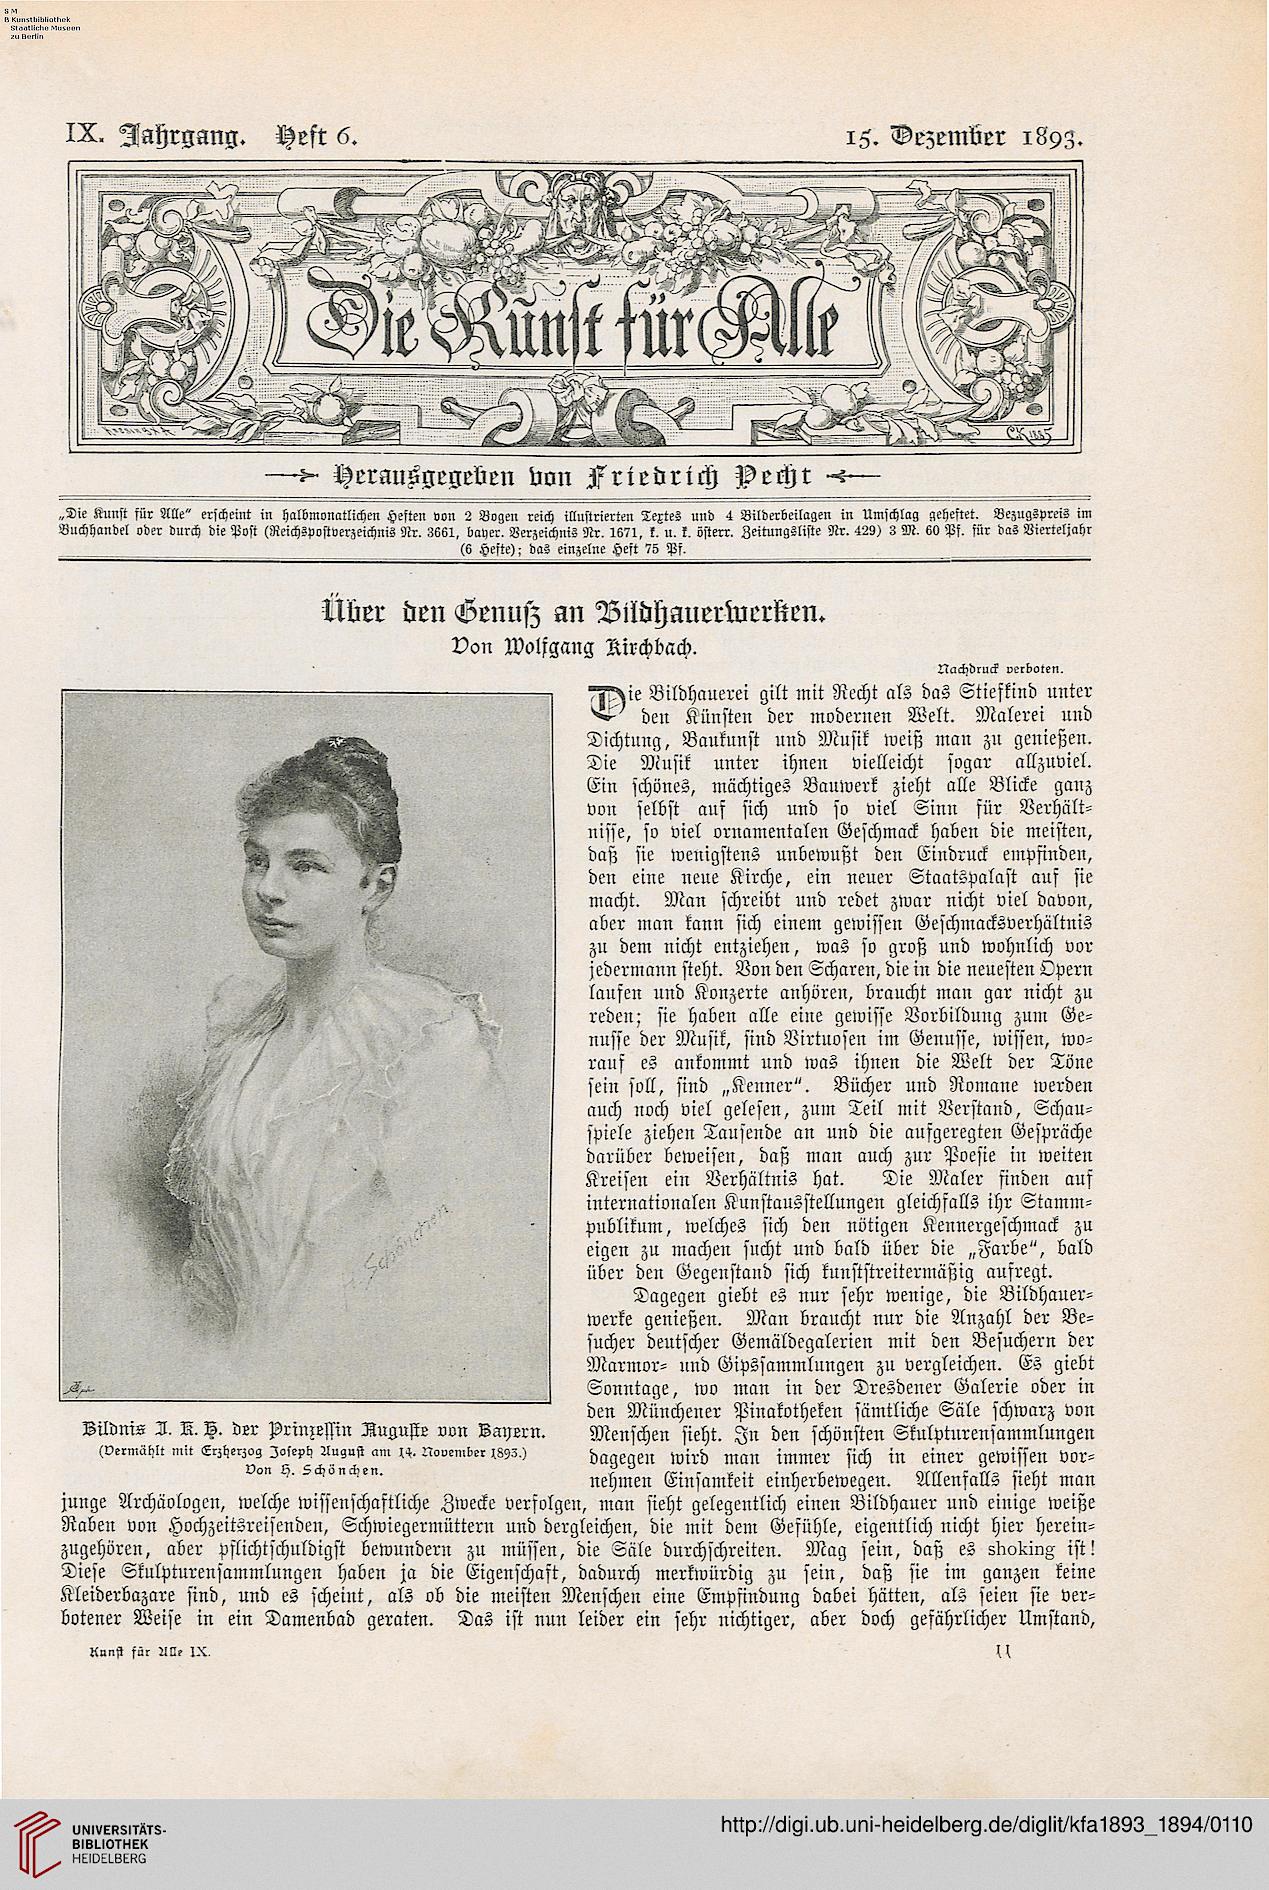 S M
B Kunstbibliothek
Staatliche Museen
zu Berlin
IX. Jahrgang. Heft 6.
15. Dezember 1893.
Die Kunst für Alle
CK 1885
Herausgegeben von Friedrich Pecht
„Die Kunst für Alle“ erscheint in halbmonatlichen Heften von 2 Bogen reich illustrierten Textes und 4 Bilderbeilagen in Umschlag geheftet. Bezugspreis im
Buchhandel oder durch die Post (Reichspostverzeichnis Nr. 3661, bayer. Verzeichnis Nr. 1671, k. u. k. österr. Zeitungsliste Nr. 429) 3 M. 60 Pf. für das Vierteljahr
(6 Hefte); das einzelne Heft 75 Pf.
Über den Genuß an Bildhauerwerken.
Von Wolfgang Kirchbach.
Nachdruck verboten.
Die Bildhauerei gilt mit Recht als das Stiefkind unter
den Künsten der modernen Welt. Malerei und
Dichtung, Baukunst und Musik weiß man zu genießen.
Die Musik unter ihnen vielleicht sogar allzuviel.
Ein schönes, mächtiges Bauwerk zieht alle Blicke ganz
von selbst auf sich und so viel Sinn für Verhält-
nisse, so viel ornamentalen Geschmack haben die meisten,
daß sie wenigstens unbewußt den Eindruck empfinden,
den eine neue Kirche, ein neuer Staatspalast auf sie
macht. Man schreibt und redet zwar nicht viel davon,
aber man kann sich einem gewissen Geschmacksverhältnis
zu dem nicht entziehen, was so groß und wohnlich vor
jedermann steht. Von den Scharen, die in die neuesten Opern
laufen und Konzerte anhören, braucht man gar nicht zu
reden; sie haben alle eine gewisse Vorbildung zum Ge-
nusse der Musik, sind Virtuosen im Genusse, wissen, wo-
rauf es ankommt und was ihnen die Welt der Töne
sein soll, sind „Kenner“. Bücher und Romane werden
auch noch viel gelesen, zum Teil mit Verstand, Schau-
spiele ziehen Tausende an und die aufgeregten Gespräche
darüber beweisen, daß man auch zur Poesie in weiten
Kreisen ein Verhältnis hat. Die Maler finden auf
internationalen Kunstausstellungen gleichfalls ihr Stamm-
publikum, welches sich den nötigen Kennergeschmack zu
eigen zu machen sucht und bald über die „Farbe“, bald
über den Gegenstand sich kunststreitermäßig aufregt.
Dagegen giebt es nur sehr wenige, die Bildhauer-
werke genießen. Man braucht nur die Anzahl der Be-
sucher deutscher Gemäldegalerien mit den Besuchern der
Marmor- und Gipssammlungen zu vergleichen. Es giebt
Sonntage, wo man in der Dresdener Galerie oder in
den Münchener Pinakotheken sämtliche Säle schwarz von
Menschen sieht. In den schönsten Skulpturensammlungen
dagegen wird man immer sich in einer gewissen vor-
nehmen Einsamkeit einherbewegen. Allenfalls sieht man
H. Schönchen
Bildnis I. K. H. der Prinzessin Auguste von Bayern.
(Vermählt mit Erzherzog Joseph August am 14. November 1893.)
Von H. Schönchen.
junge Archäologen, welche wissenschaftliche Zwecke verfolgen, man sieht gelegentlich einen Bildhauer und einige weiße
Raben von Hochzeitsreisenden, Schwiegermüttern und dergleichen, die mit dem Gefühle, eigentlich nicht hier herein-
zugehören, aber pflichtschuldigst bewundern zu müssen, die Säle durchschreiten. Mag sein, daß es shoking ist!
Diese Skulpturensammlungen haben ja die Eigenschaft, dadurch merkwürdig zu sein, daß sie im ganzen keine
Kleiderbazare sind, und es scheint, als ob die meisten Menschen eine Empfindung dabei hätten, als seien sie ver-
botener Weise in ein Damenbad geraten. Das ist nun leider ein sehr nichtiger, aber doch gefährlicher Umstand,
Kunst für Alle IX.
11
UNIVERSITÄTS-
BIBLIOTHEK
HEIDELBERG
http://digi.ub.uni-heidelberg.de/diglit/kfa1893_1894/0110